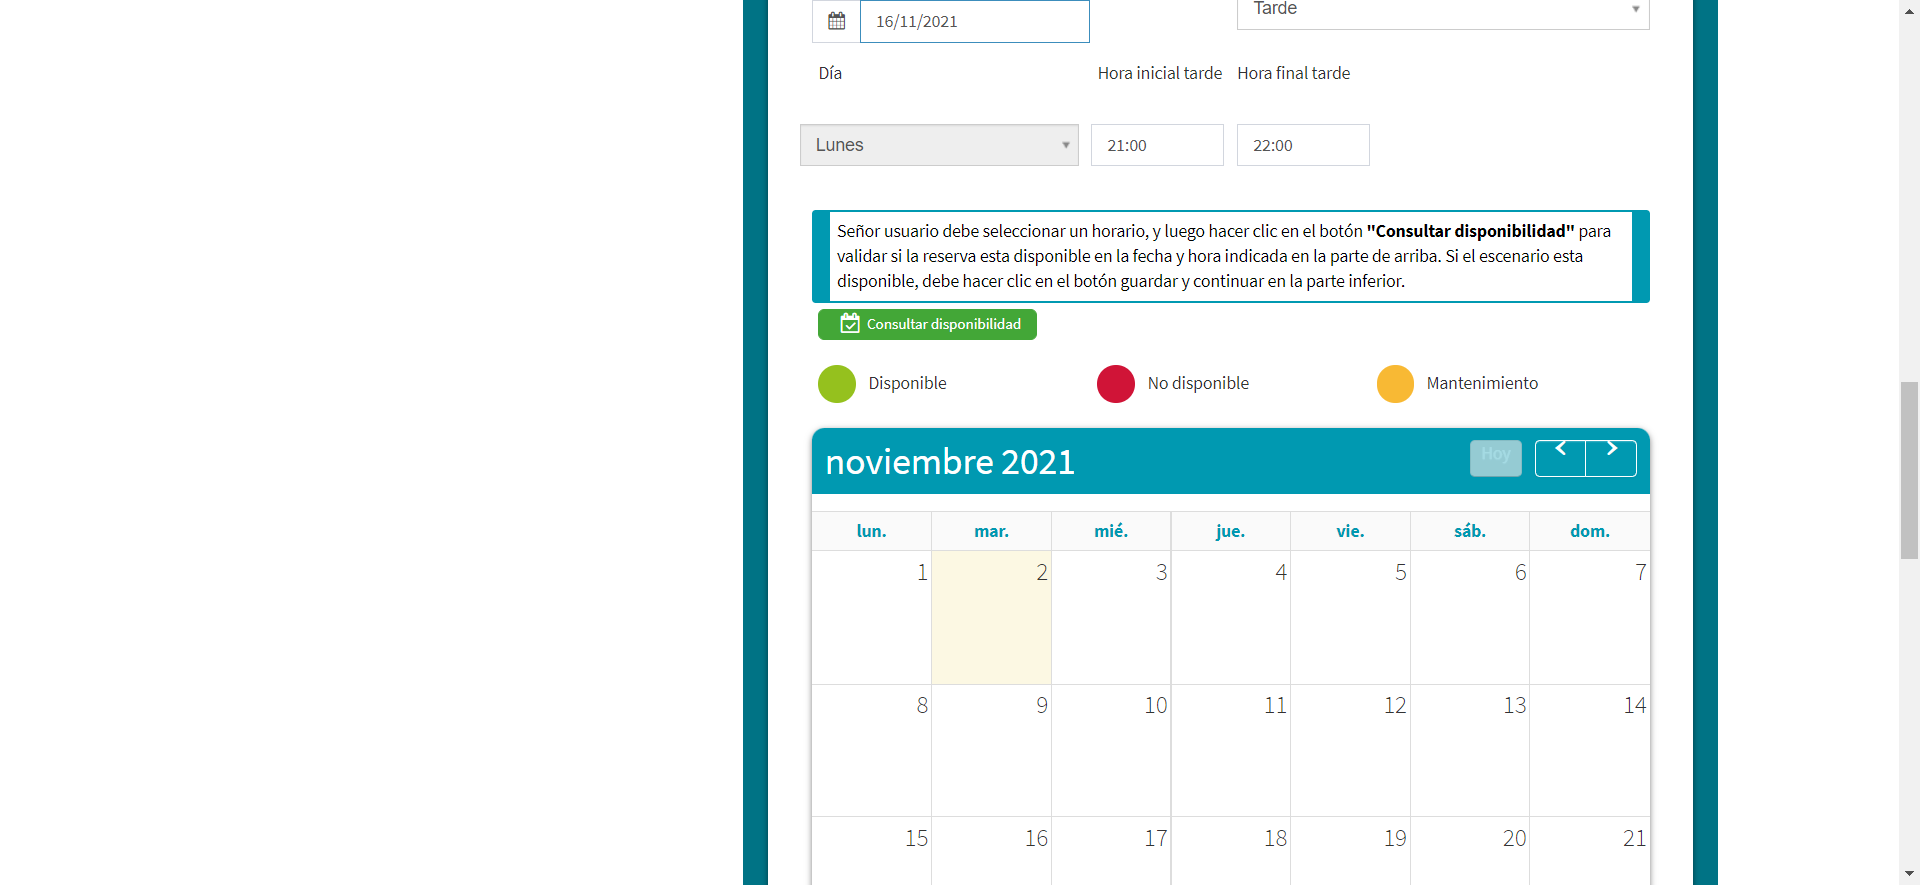 16/11/2021
Tarde
Día
Hora inicial tarde
Hora final tarde
Lunes
21:00
22:00
Señor usuario debe seleccionar un horario, y luego hacer clic en el botón "Consultar disponibilidad" para
validar si la reserva esta disponible en la fecha y hora indicada en la parte de arriba. Si el escenario esta
disponible, debe hacer clic en el botón guardar y continuar en la parte inferior.
Consultar disponibilidad
Disponible
No disponible
Mantenimiento
noviembre 2021
Hoy
lun. mar. mié. jue. vie. sáb. dom.
1 2 3 4 5 6 7
8 9 10 11 12 13 14
15 16 17 18 19 20 21